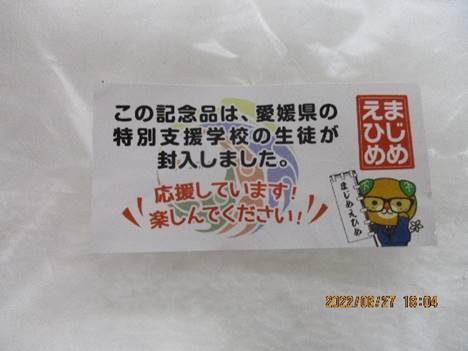 この記念品は、愛媛県の
特別支援学校の生徒が
封入しました。
応援しています!
楽しんでください!
まじめ
えひめ
まじめえひめ
2022/08/27 18:04